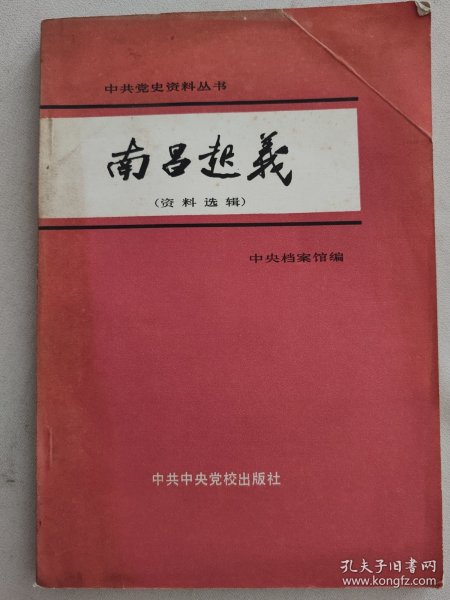 中共党史资料丛书
南昌起義
（资料选辑）
中央档案馆编
中共中央党校出版社
孔夫子旧书网
www.kongfz.com